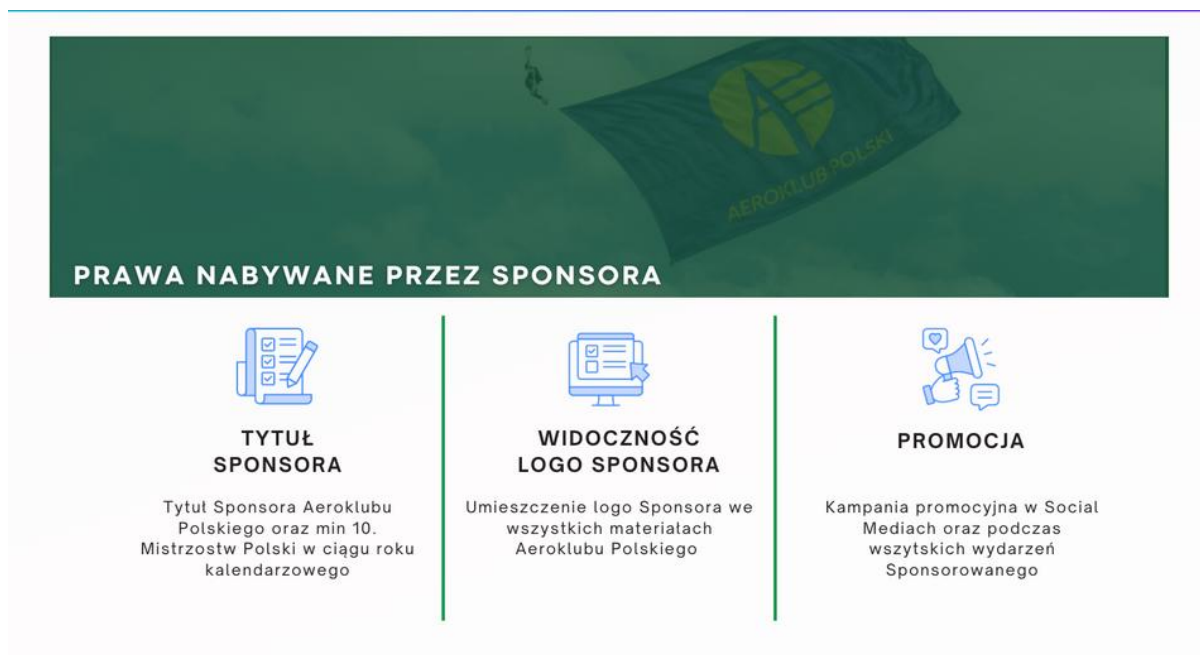 AEROKLUB POLSKI
PRAWA NABYWANE PRZEZ SPONSORA
TYTUŁ
SPONSORA
Tytuł Sponsora Aeroklubu
Polskiego oraz min 10.
Mistrzostw Polski w ciągu roku
kalendarzowego
WIDOCZNOŚĆ
LOGO SPONSORA
Umieszczenie logo Sponsora we
wszystkich materiałach
Aeroklubu Polskiego
PROMOCJA
Kampania promocyjna w Social
Mediach oraz podczas
wszytskich wydarzeń
Sponsorowanego